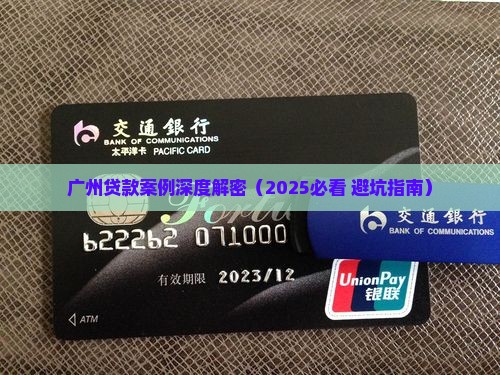 交通銀行
BANK OF COMMUNICATIONS
太平洋卡 PACIFIC CARD
广州贷款案例深度解密（2025必看 避坑指南）
交通銀行
BANK OF COMMUNICATIONS
622262 071000
有效期限 2023/12
UnionPay
银联
ATM